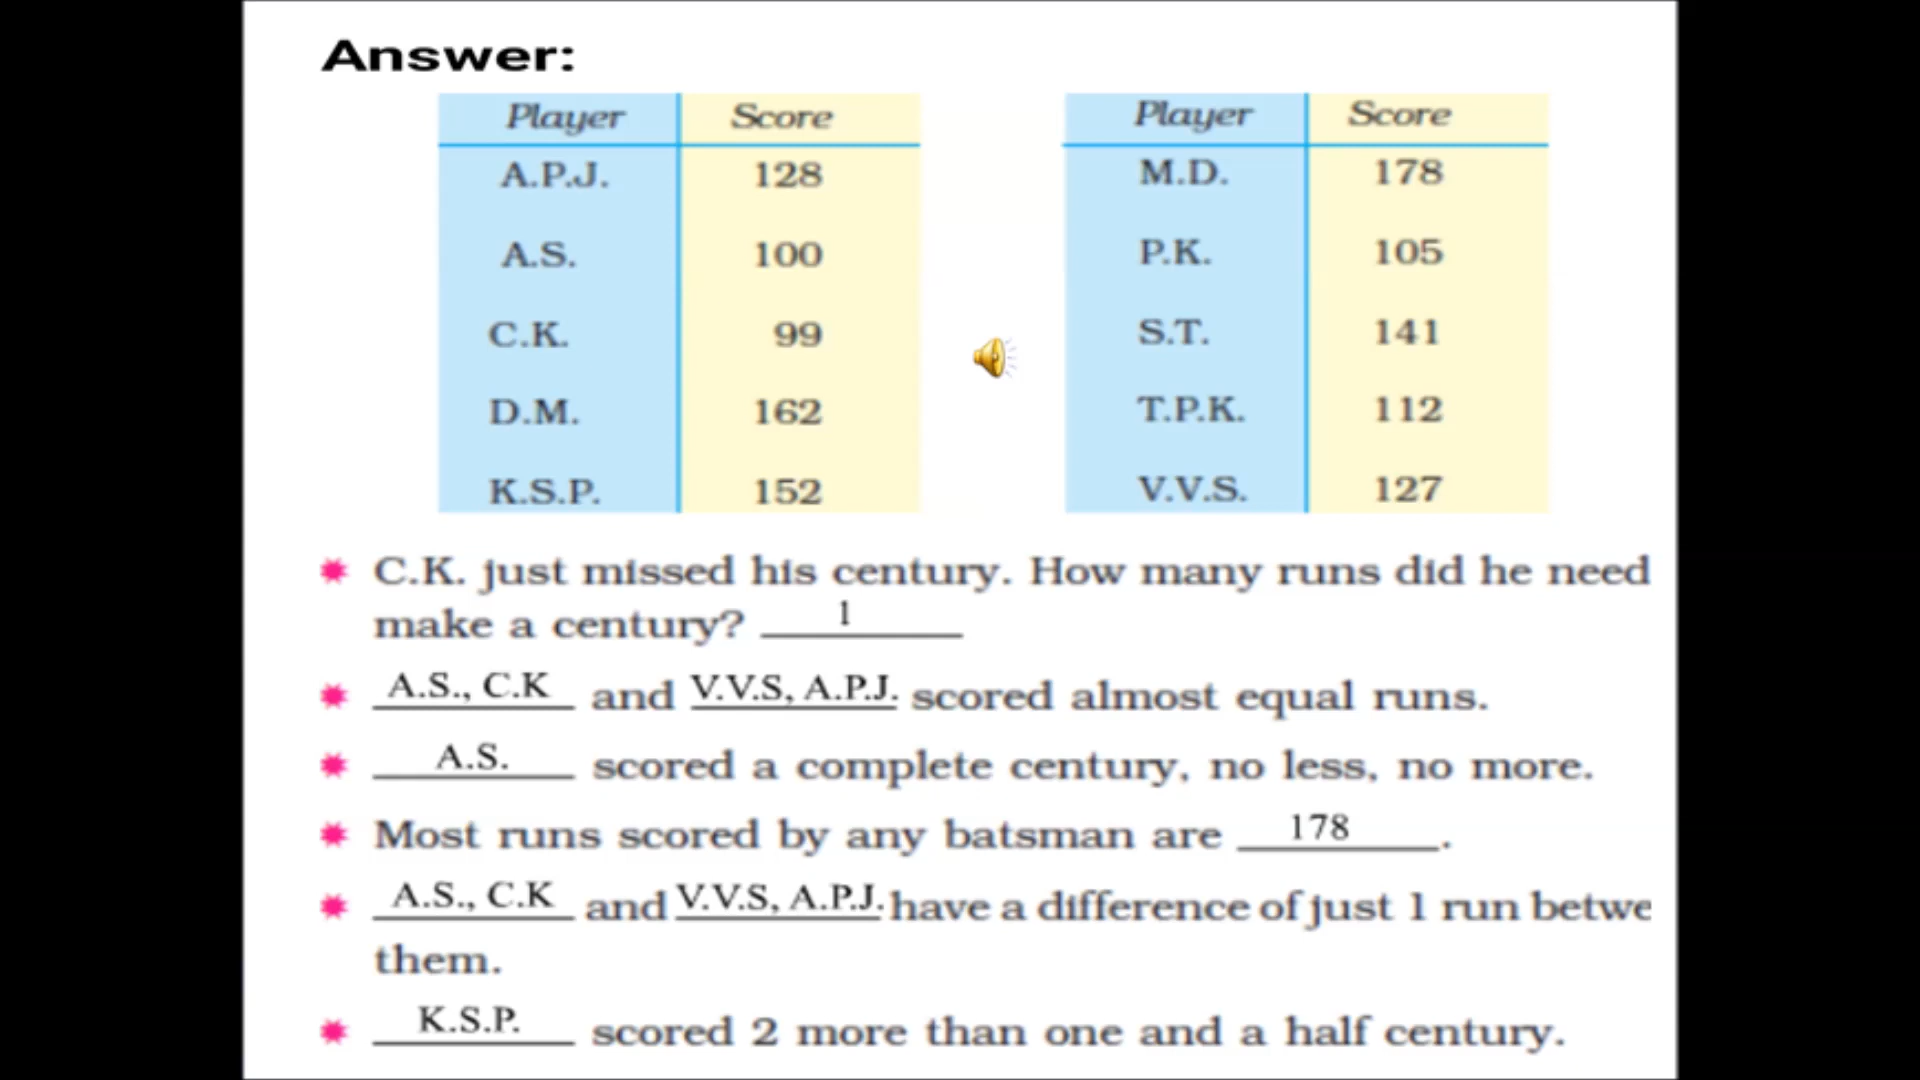 Answer:
Player Score
A.P.J. 128
A.S. 100
C.K. 99
D.M. 162
K.S.P. 152
Player Score
M.D. 178
P.K. 105
S.T. 141
T.P.K. 112
V.V.S. 127
C.K. just missed his century. How many runs did he need
make a century? 1
A.S., C.K and V.V.S, A.P.J. scored almost equal runs.
A.S. scored a complete century, no less, no more.
Most runs scored by any batsman are 178.
A.S., C.K and V.V.S, A.P.J. have a difference of just 1 run betwe
them.
K.S.P. scored 2 more than one and a half century.